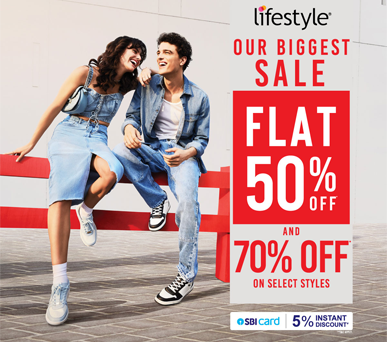 lifestyle®
OUR BIGGEST
SALE
FLAT
50%
OFF
AND
70% OFF*
ON SELECT STYLES
SBI card
5% INSTANT
DISCOUNT*